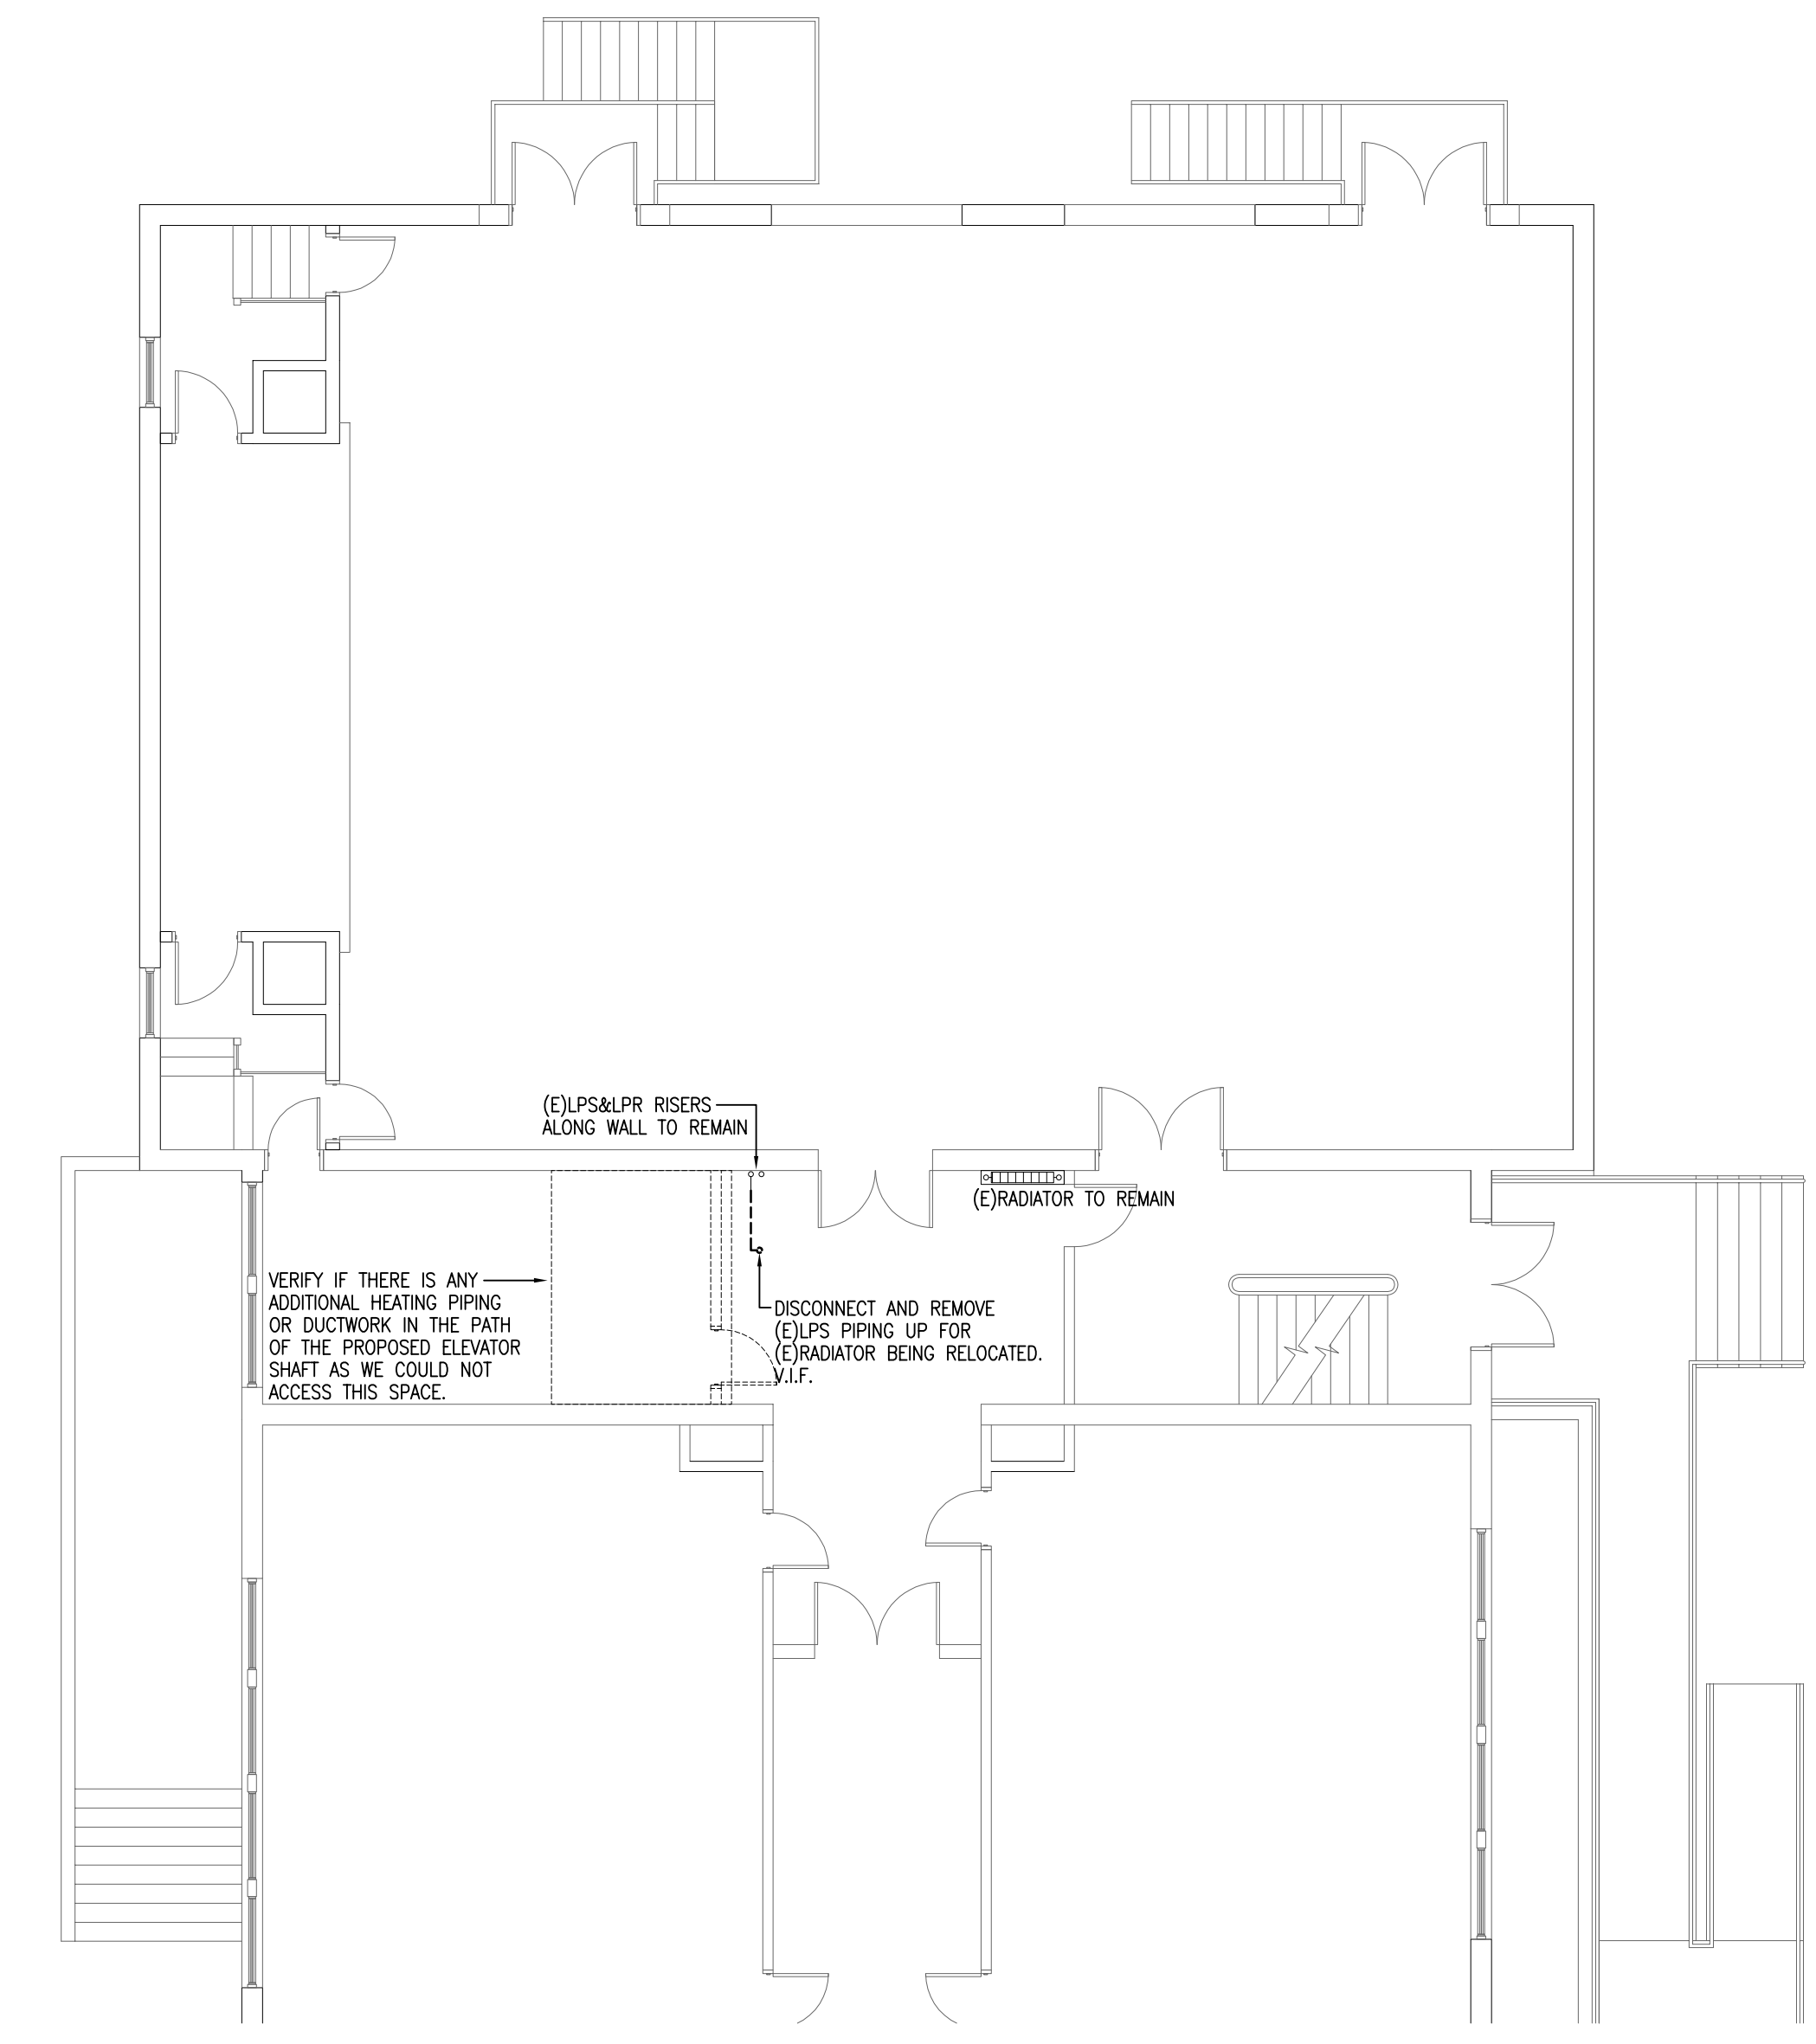 (E)LPS&LPR RISERS
ALONG WALL TO REMAIN
(E)RADIATOR TO REMAIN
VERIFY IF THERE IS ANY
ADDITIONAL HEATING PIPING
OR DUCTWORK IN THE PATH
OF THE PROPOSED ELEVATOR
SHAFT AS WE COULD NOT
ACCESS THIS SPACE.
DISCONNECT AND REMOVE
(E)LPS PIPING UP FOR
(E)RADIATOR BEING RELOCATED.
V.I.F.